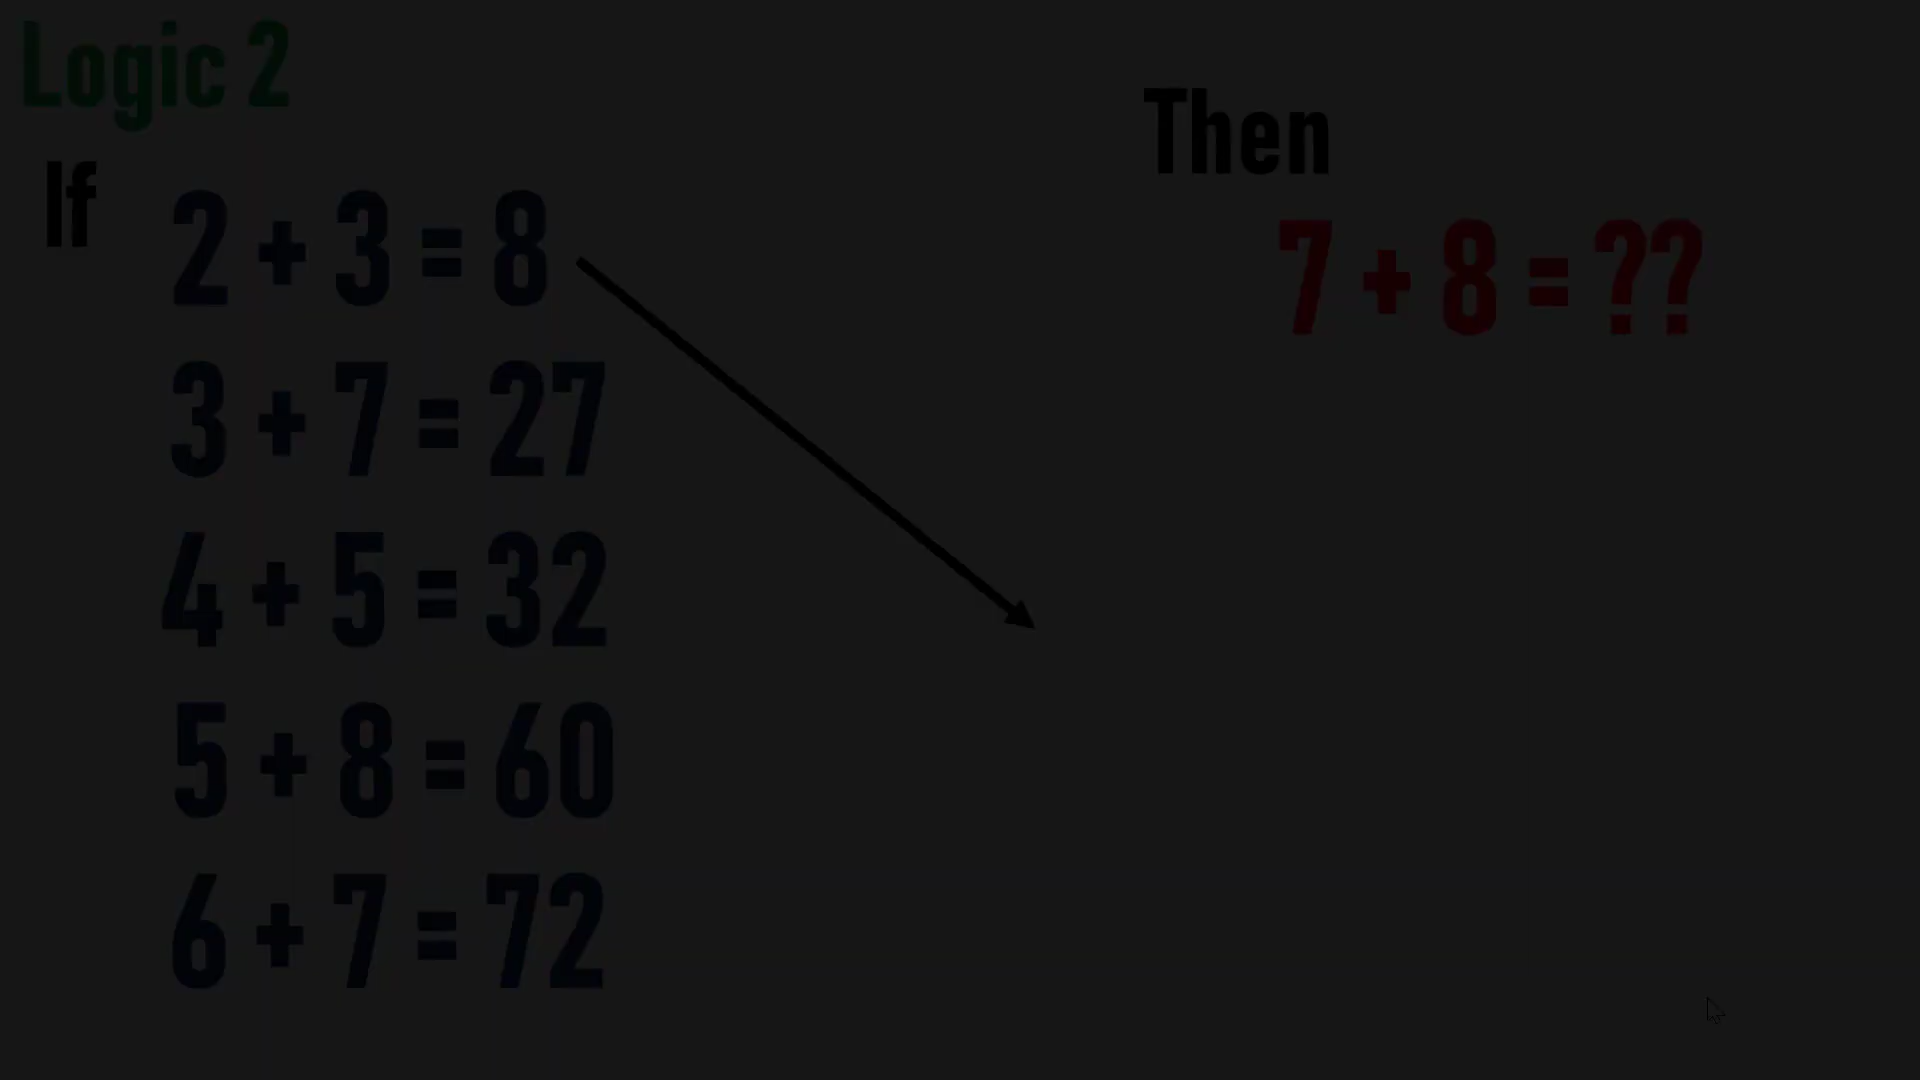 Logic 2
If
2 + 3 = 8
3 + 7 = 27
4 + 5 = 32
5 + 8 = 60
6 + 7 = 72
Then
7 + 8 = ??